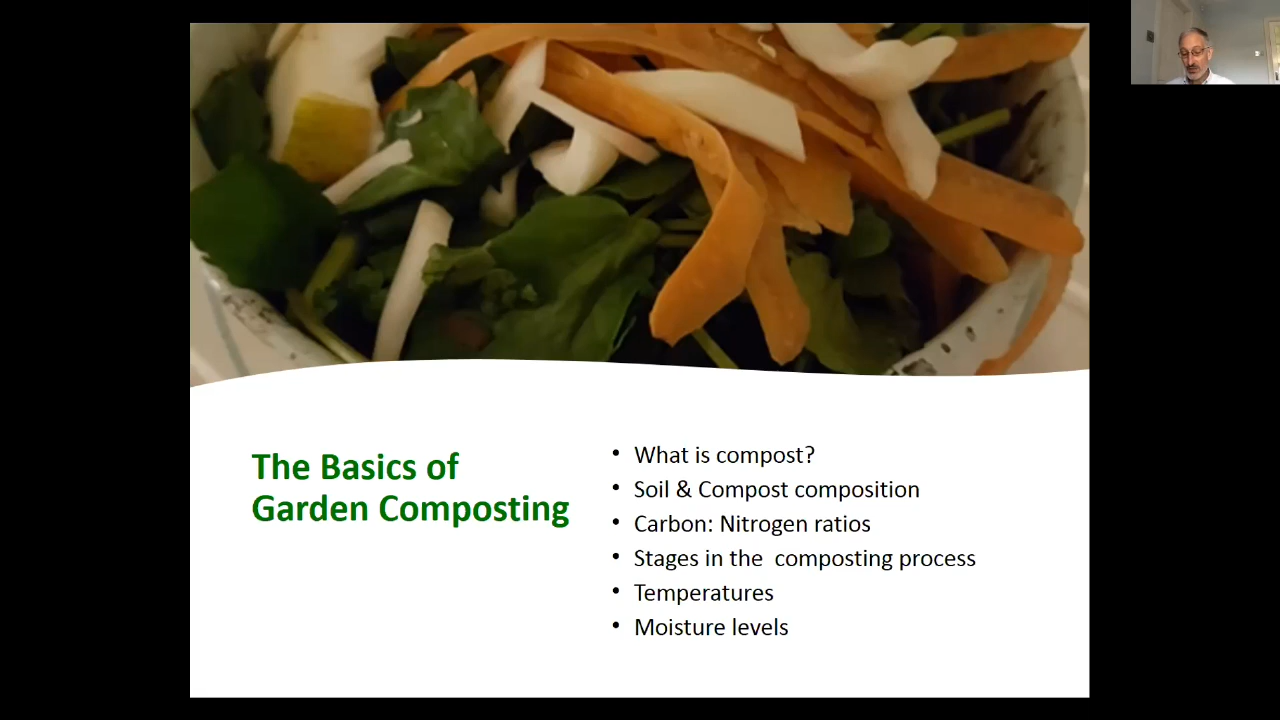 The Basics of
Garden Composting
• What is compost?
• Soil & Compost composition
• Carbon: Nitrogen ratios
• Stages in the  composting process
• Temperatures
• Moisture levels